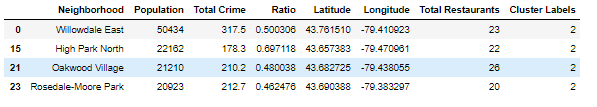 Neighborhood Population Total Crime Ratio Latitude Longitude Total Restaurants Cluster Labels
0 Willowdale East 50434 317.5 0.500306 43.761510 -79.410923 23 2
15 High Park North 22162 178.3 0.697118 43.657383 -79.470961 22 2
21 Oakwood Village 21210 210.2 0.480038 43.682725 -79.438055 26 2
23 Rosedale-Moore Park 20923 212.7 0.462476 43.690388 -79.383297 20 2